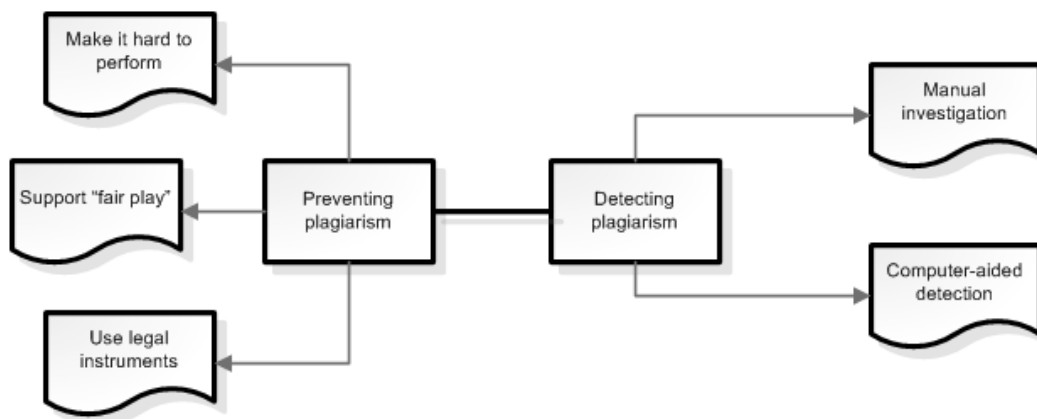 Make it hard to
perform
Support “fair play”
Use legal
instruments
Preventing
plagiarism
Detecting
plagiarism
Manual
investigation
Computer-aided
detection